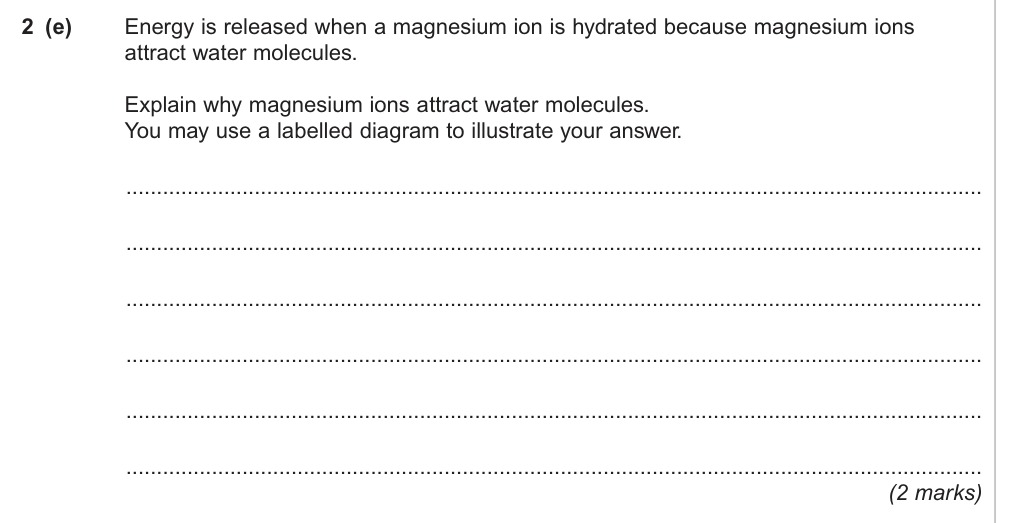 2 (e) Energy is released when a magnesium ion is hydrated because magnesium ions
attract water molecules.
Explain why magnesium ions attract water molecules.
You may use a labelled diagram to illustrate your answer.
(2 marks)